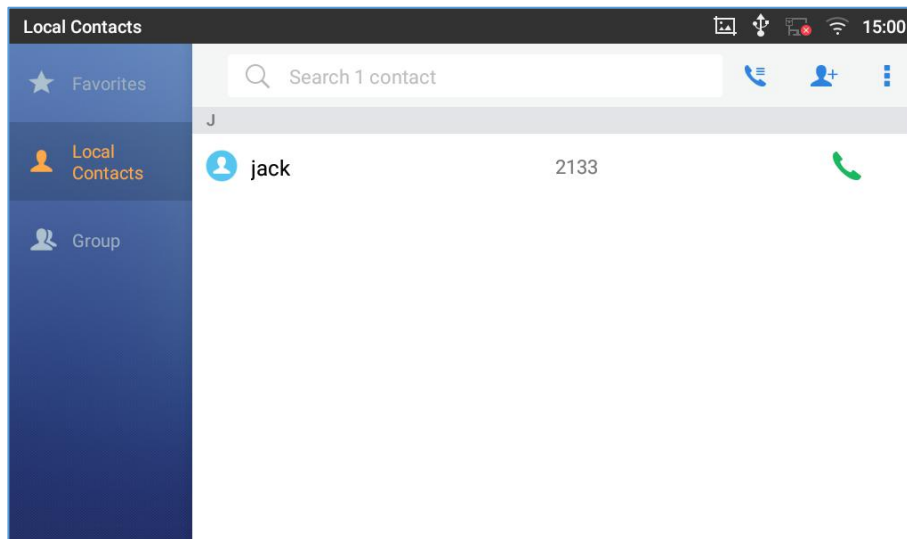 Local Contacts
15:00
Favorites
Search 1 contact
J
Local
Contacts
jack
2133
Group